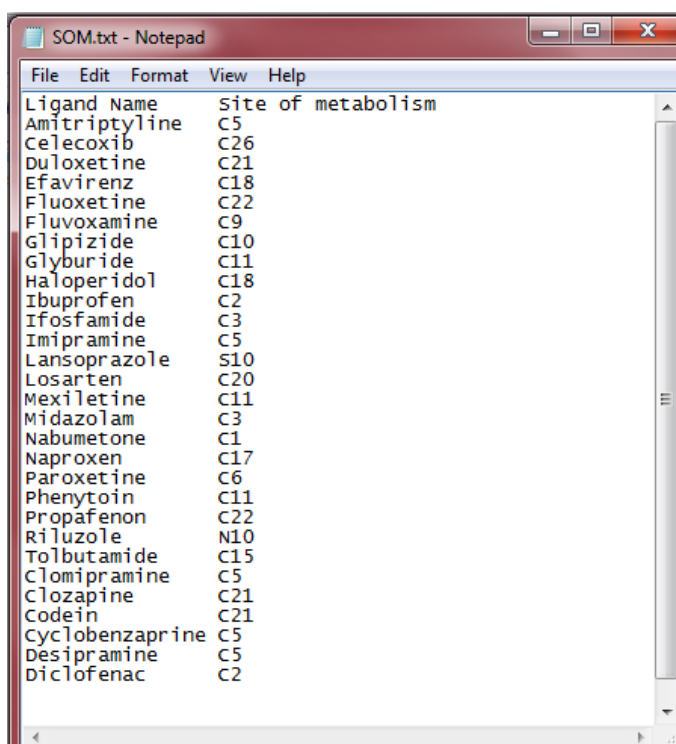 SOM.txt - Notepad
File Edit Format View Help
Ligand Name Site of metabolism
Amitriptyline C5
Celecoxib C26
Duloxetine C21
Efavirenz C18
Fluoxetine C22
Fluvoxamine C9
Glipizide C10
Glyburide C11
Haloperidol C18
Ibuprofen C2
Ifosfamide C3
Imipramine C5
Lansoprazole S10
Losarten C20
Mexiletine C11
Midazolam C3
Nabumetone C1
Naproxen C17
Paroxetine C6
Phenytoin C11
Propafenon C22
Riluzole N10
Tolbutamide C15
Clomipramine C5
Clozapine C21
Codein C21
Cyclobenzaprine C5
Desipramine C5
Diclofenac C2